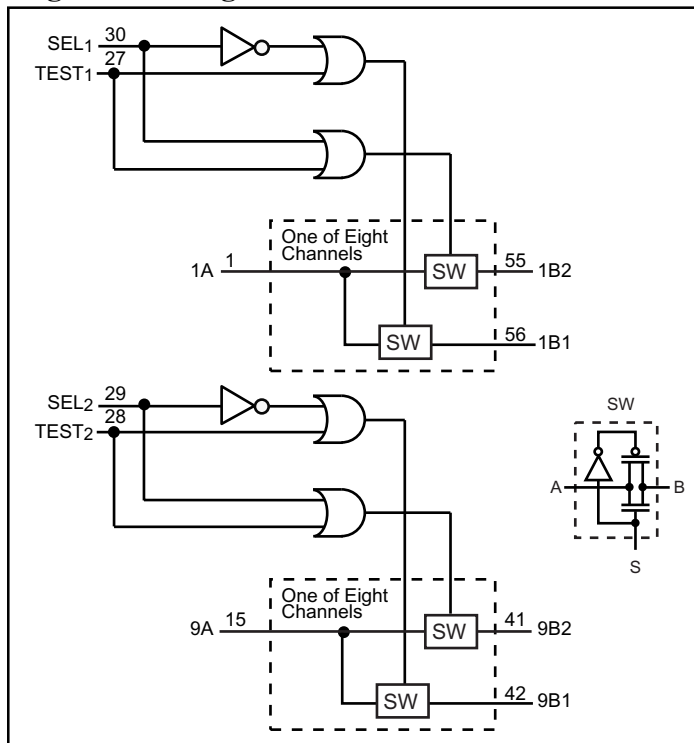 SEL1
30
27
TEST1
One of Eight
Channels
1A
1
SW
55
1B2
SW
56
1B1
SEL2
29
28
TEST2
SW
A
B
S
One of Eight
Channels
9A
15
SW
41
9B2
SW
42
9B1